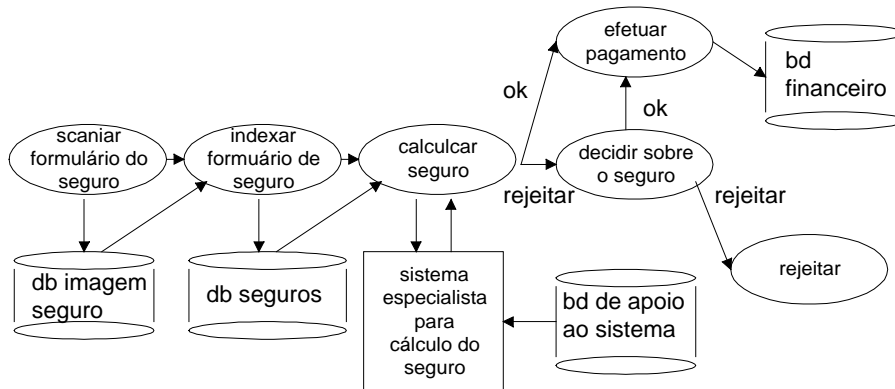 efetuar
pagamento
bd
financeiro
ok
ok
scaniar
formulário do
seguro
indexar
formuário de
seguro
calculcar
seguro
decidir sobre
o seguro
rejeitar
rejeitar
rejeitar
db imagem
seguro
db seguros
sistema
especialista
para
cálculo do
seguro
bd de apoio
ao sistema